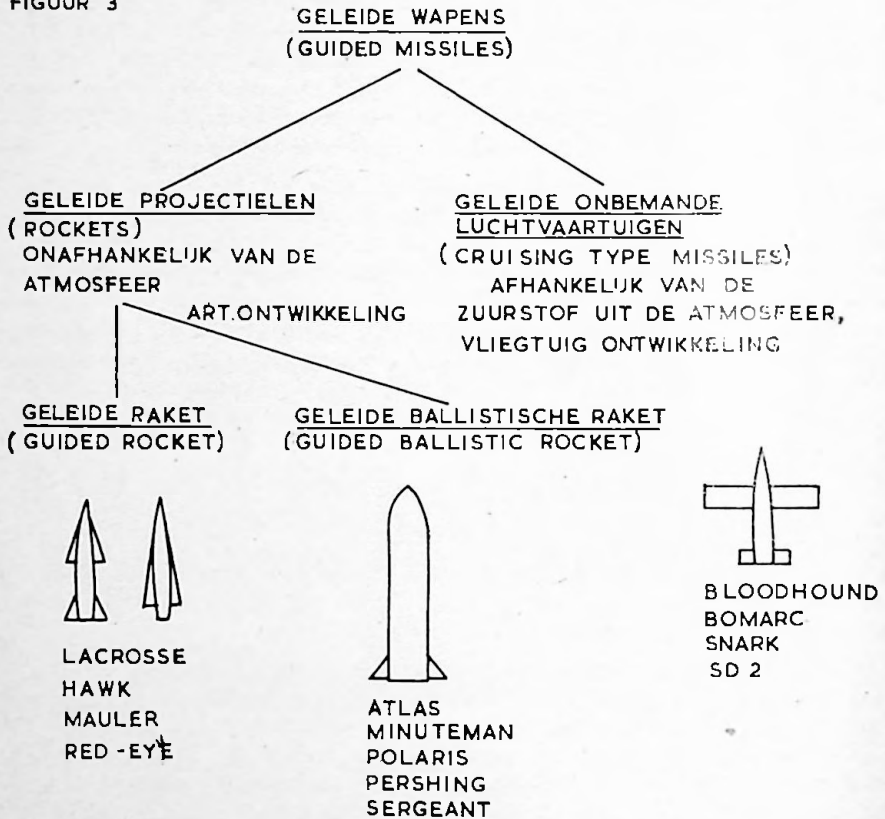 FIGUUR 3
GELEIDE WAPENS
(GUIDED MISSILES)
GELEIDE PROJECTIELEN
(ROCKETS)
ONAFHANKELIJK VAN DE
ATMOSFEER
ART.ONTWIKKELING
GELEIDE ONBEMANDE
LUCHTVAARTUIGEN
(CRUISING TYPE MISSILES)
AFHANKELIJK VAN DE
ZUURSTOF UIT DE ATMOSFEER,
VLIEGTUIG ONTWIKKELING
GELEIDE RAKET
(GUIDED ROCKET)
GELEIDE BALLISTISCHE RAKET
(GUIDED BALLISTIC ROCKET)
LACROSSE
HAWK
MAULER
RED-EYE
ATLAS
MINUTEMAN
POLARIS
PERSHING
SERGEANT
BLOODHOUND
BOMARC
SNARK
SD 2